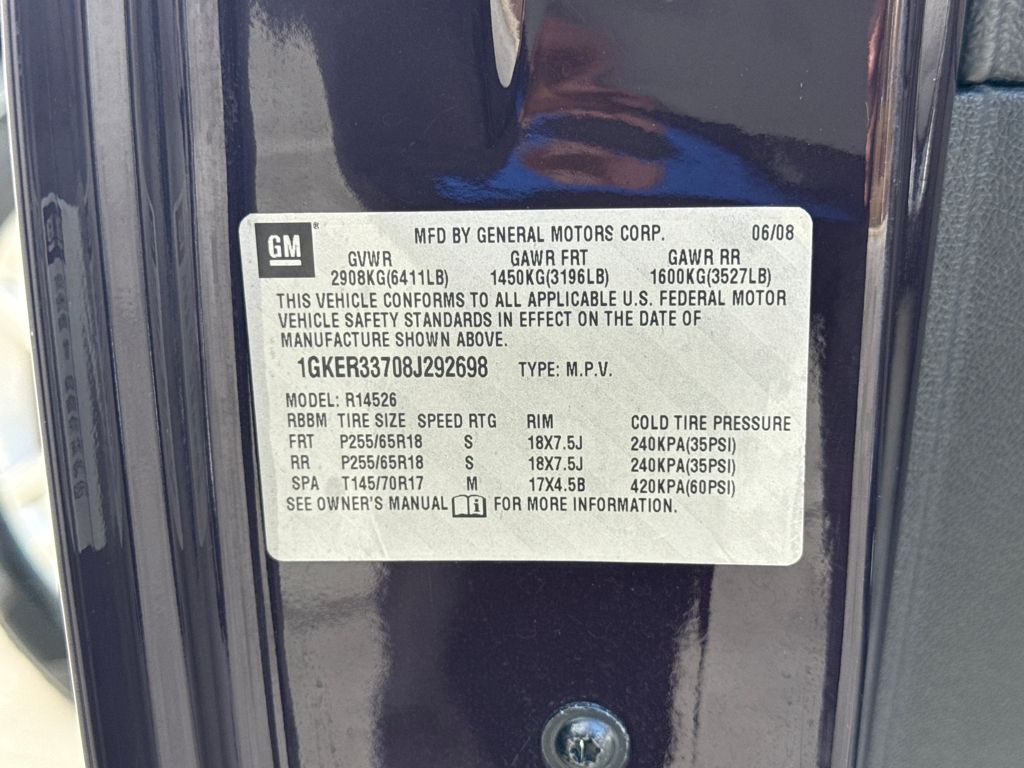 GM ® MFD BY GENERAL MOTORS CORP. 06/08
GVWR GAWR FRT GAWR RR
2908KG(6411LB) 1450KG(3196LB) 1600KG(3527LB)
THIS VEHICLE CONFORMS TO ALL APPLICABLE U.S. FEDERAL MOTOR
VEHICLE SAFETY STANDARDS IN EFFECT ON THE DATE OF
MANUFACTURE SHOWN ABOVE.
1GKER33708J292698 TYPE: M.P.V.
MODEL: R14526
RBBM TIRE SIZE SPEED RTG RIM COLD TIRE PRESSURE
FRT P255/65R18 S 18X7.5J 240KPA(35PSI)
RR P255/65R18 S 18X7.5J 240KPA(35PSI)
SPA T145/70R17 M 17X4.5B 420KPA(60PSI)
SEE OWNER'S MANUAL i FOR MORE INFORMATION.